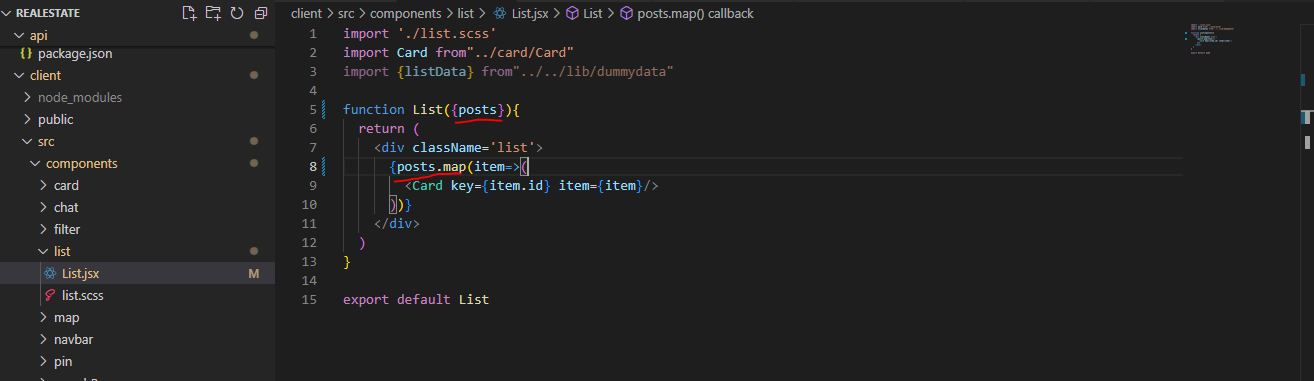 REALESTATE
api
package.json
client
node_modules
public
src
components
card
chat
filter
list
List.jsx M
list.scss
map
navbar
pin
client > src > components > list > List.jsx > List > posts.map() callback
1 import './list.scss'
2 import Card from"../card/Card"
3 import {listData} from"../../lib/dummydata"
4
5 function List({posts}){
6 return (
7 <div className='list'>
8 {posts.map(item=>(
9 <Card key={item.id} item={item}/>
10 ))}
11 </div>
12 )
13 }
14
15 export default List